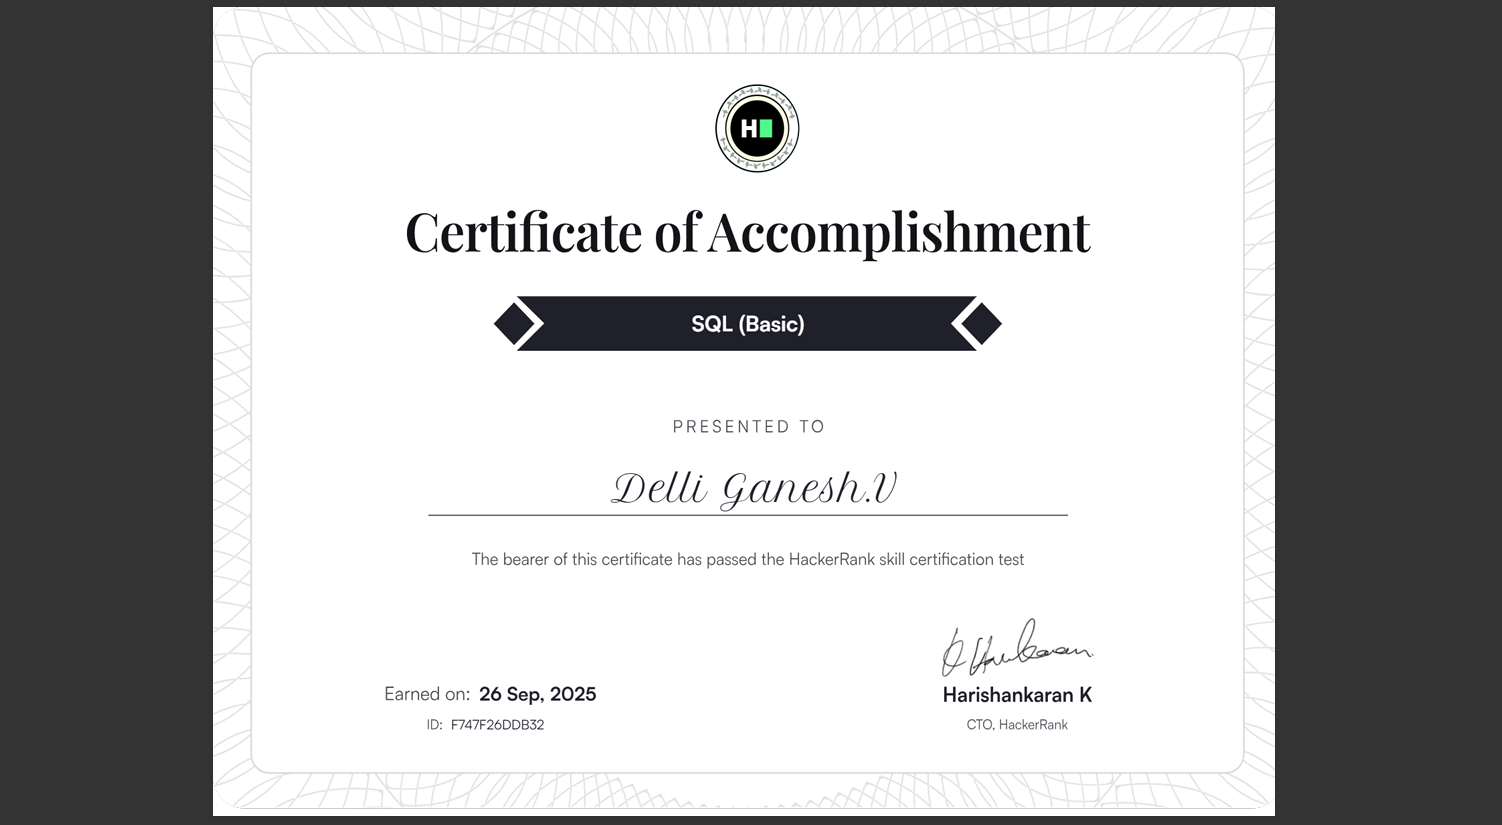 H
Certificate of Accomplishment
SQL (Basic)
PRESENTED TO
Delli Ganesh.V
The bearer of this certificate has passed the HackerRank skill certification test
Earned on: 26 Sep, 2025
ID: F747F26DDB32
K Harikaran
Harishankaran K
CTO, HackerRank